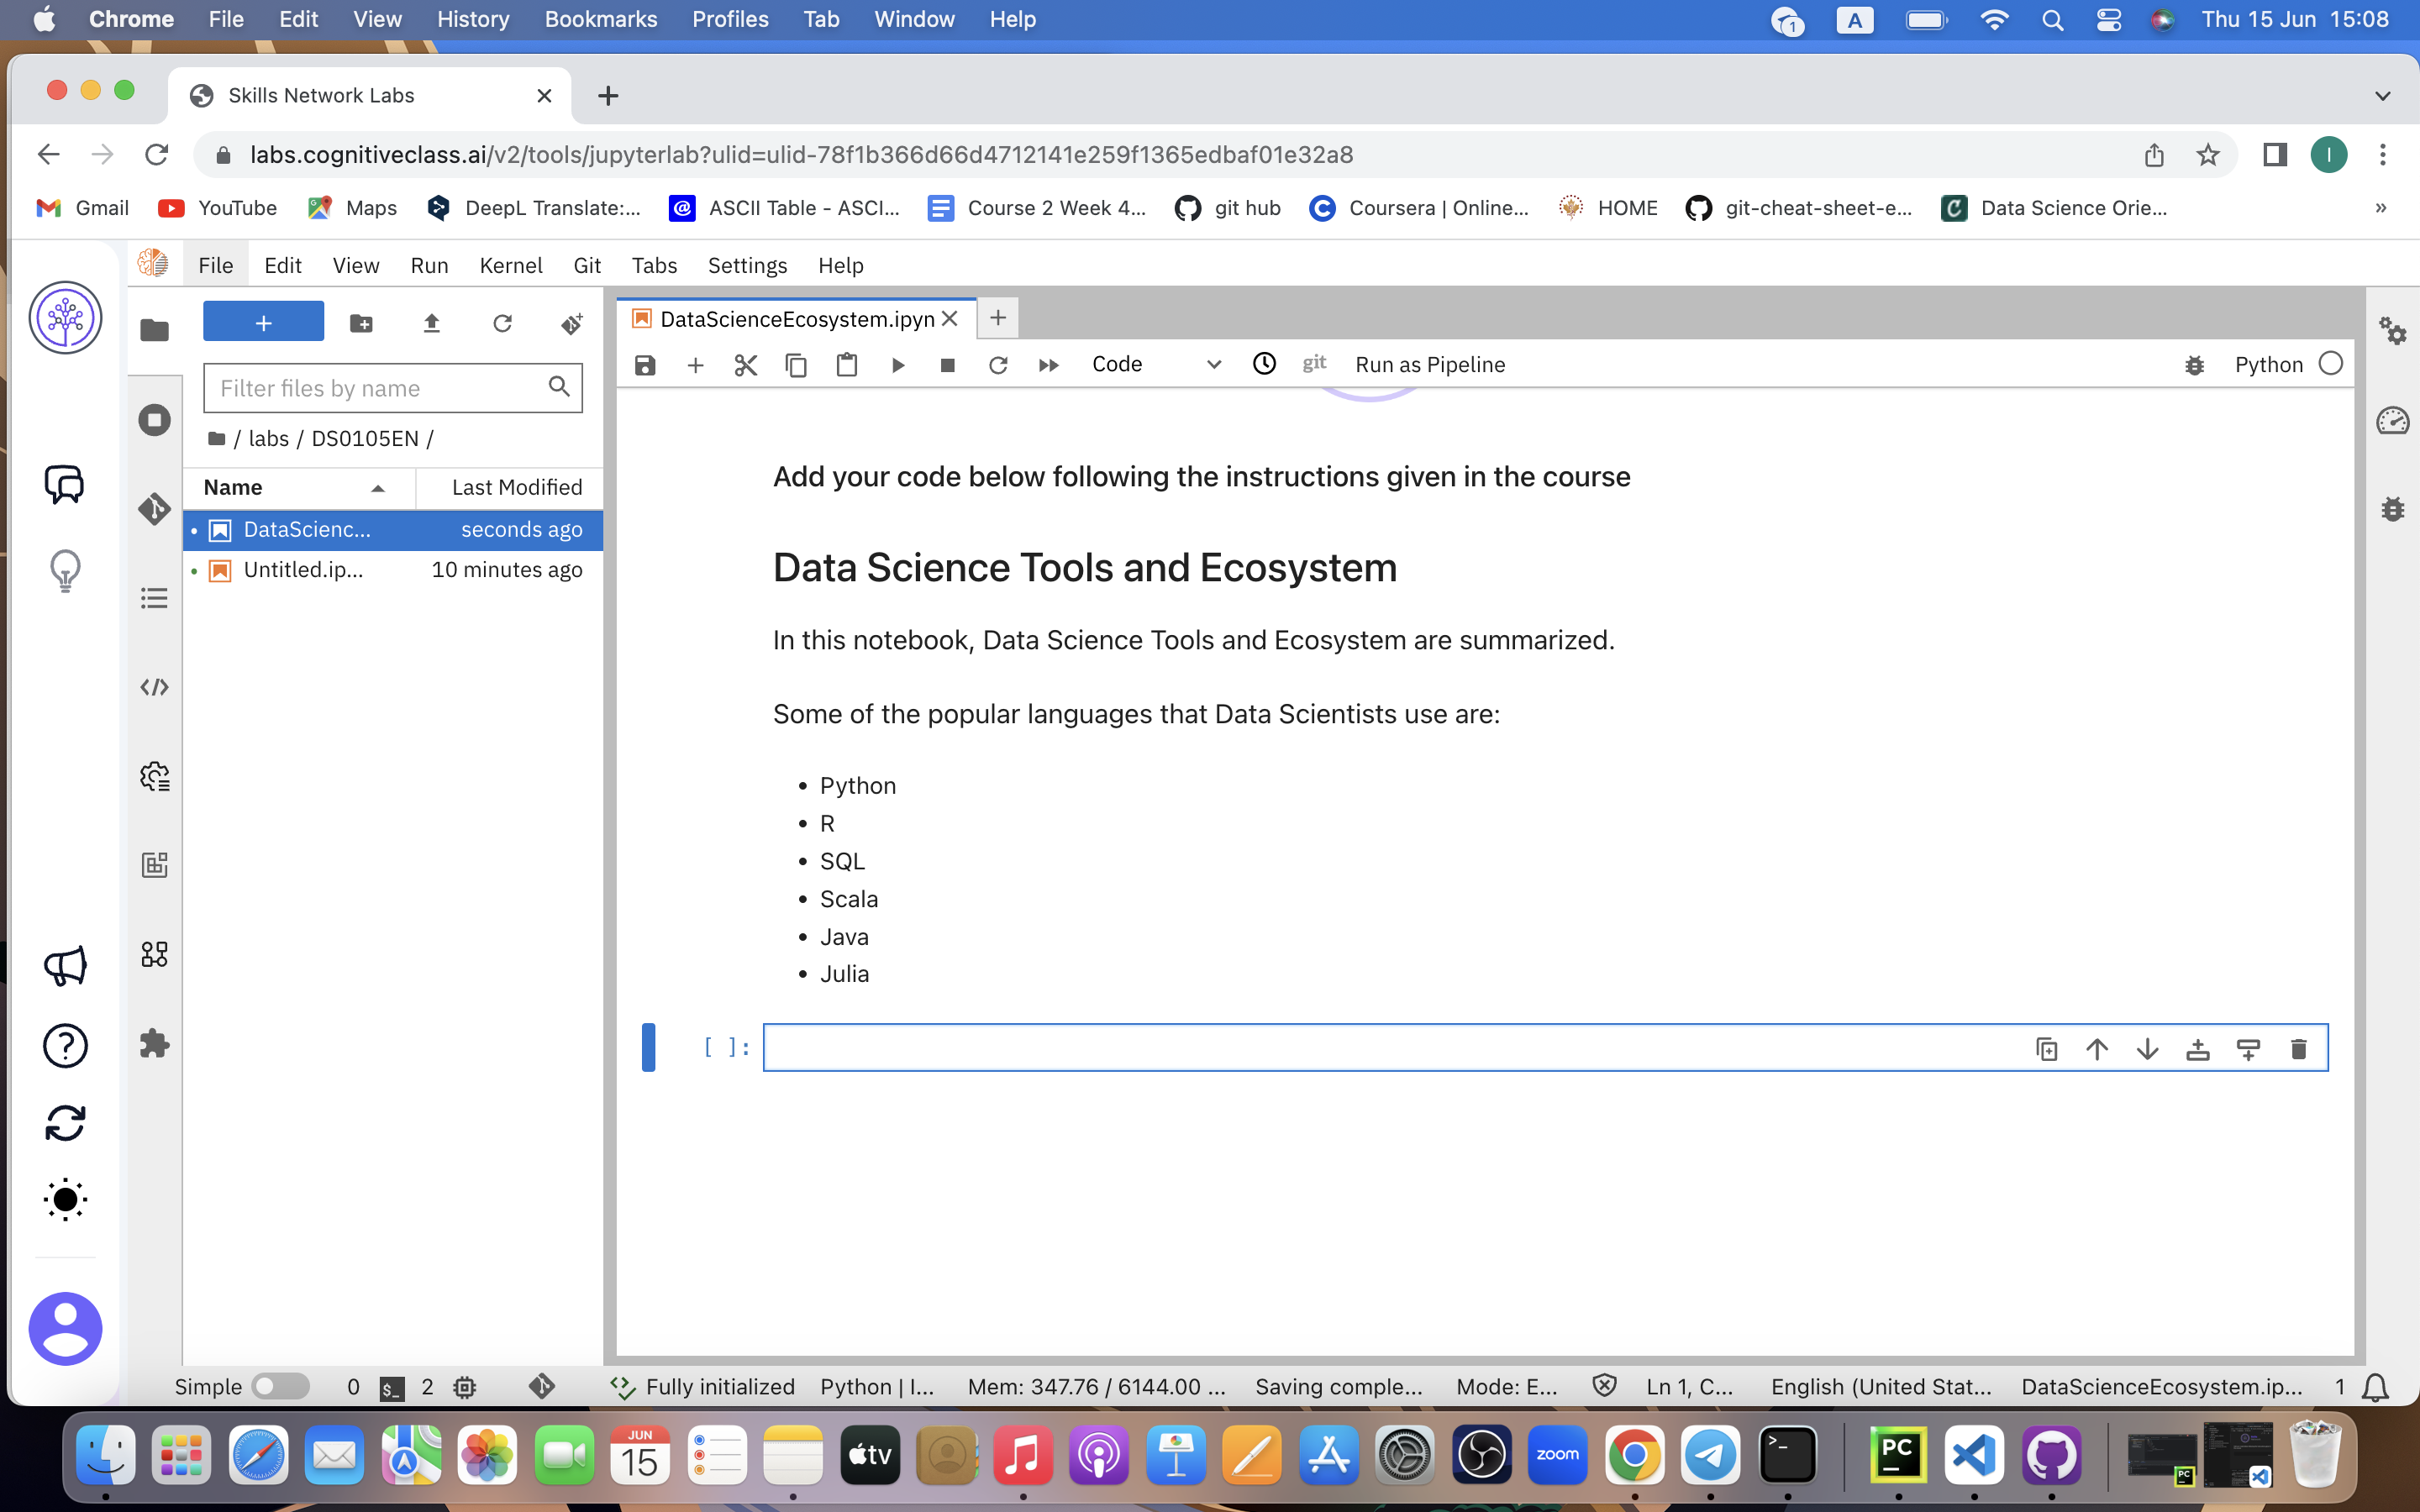 Chrome File Edit View History Bookmarks Profiles Tab Window Help 1 A Thu 15 Jun 15:08
Skills Network Labs
labs.cognitiveclass.ai/v2/tools/jupyterlab?ulid=ulid-78f1b366d66d4712141e259f1365edbaf01e32a8 I
Gmail YouTube Maps DeepL Translate:... @ ASCII Table - ASCI... Course 2 Week 4... git hub Coursera | Online... HOME git-cheat-sheet-e... Data Science Orie... »
File Edit View Run Kernel Git Tabs Settings Help
DataScienceEcosystem.ipyn
Code git Run as Pipeline Python
Filter files by name
/ labs / DS0105EN /
Name Last Modified
DataScienc... seconds ago
Untitled.ip... 10 minutes ago
Add your code below following the instructions given in the course
Data Science Tools and Ecosystem
In this notebook, Data Science Tools and Ecosystem are summarized.
Some of the popular languages that Data Scientists use are:
• Python
• R
• SQL
• Scala
• Java
• Julia
[ ]:
Simple 0 $_ 2 Fully initialized Python | I... Mem: 347.76 / 6144.00 ... Saving comple... Mode: E... Ln 1, C... English (United Stat... DataScienceEcosystem.ip... 1
JUN
15 tv zoom >_ PC